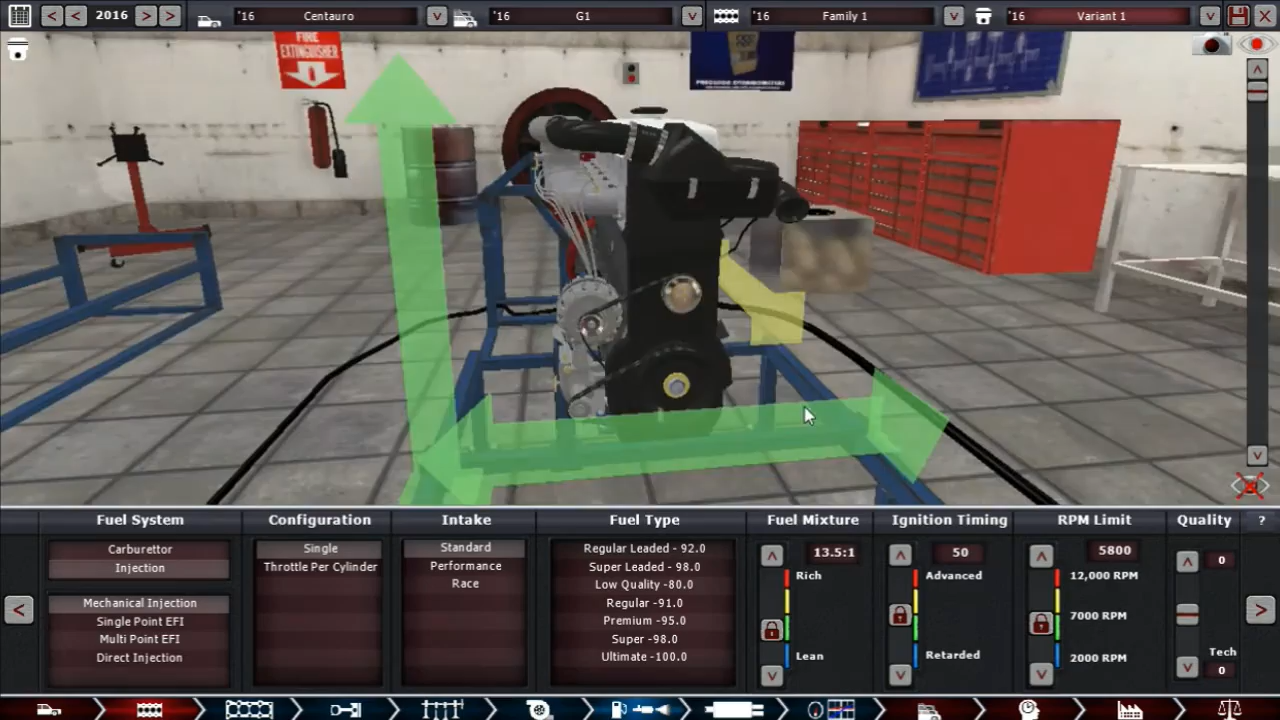 2016 '16 Centauro '16 G1 '16 Family 1 '16 Variant 1
FIRE
EXTINGUISHER
Fuel System Configuration Intake Fuel Type Fuel Mixture Ignition Timing RPM Limit Quality ?
Carburettor
Injection
Mechanical Injection
Single Point EFI
Multi Point EFI
Direct Injection
Single
Throttle Per Cylinder
Standard
Performance
Race
Regular Leaded - 92.0
Super Leaded - 98.0
Low Quality -80.0
Regular -91.0
Premium -95.0
Super -98.0
Ultimate -100.0
13.5:1
Rich
Lean
50
Advanced
Retarded
5800
12,000 RPM
7000 RPM
2000 RPM
0
Tech
0